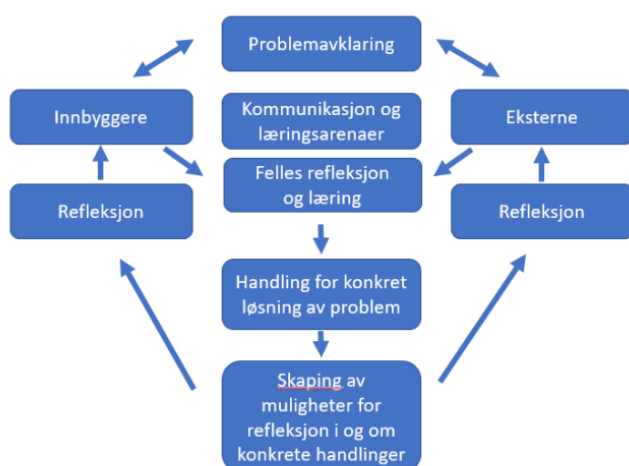 Problemavklaring
Innbyggere
Kommunikasjon og
læringsarenaer
Eksterne
Felles refleksjon
og læring
Refleksjon
Refleksjon
Handling for konkret
løsning av problem
Skaping av
muligheter for
refleksjon i og om
konkrete handlinger